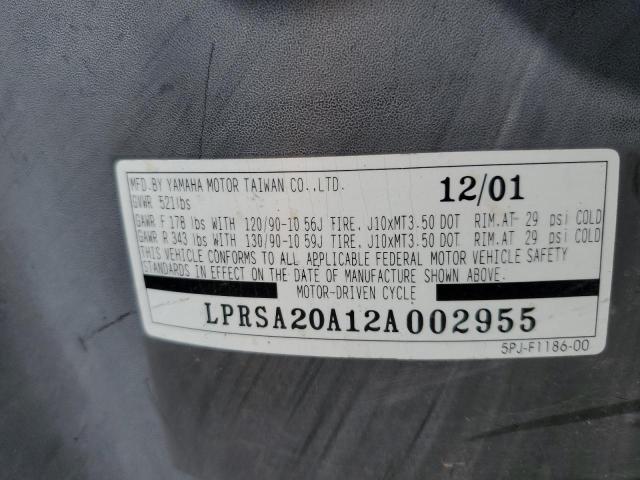 MFD.BY YAMAHA MOTOR TAIWAN CO.,LTD. 12/01
GVWR 521lbs
GAWR F 178 lbs WITH 120/90-10 56J TIRE, J10xMT3.50 DOT RIM.AT 29 psi COLD
GAWR R 343 lbs WITH 130/90-10 59J TIRE, J10xMT3.50 DOT RIM.AT 29 psi COLD
THIS VEHICLE CONFORMS TO ALL APPLICABLE FEDERAL MOTOR VEHICLE SAFETY
STANDARDS IN EFFECT ON THE DATE OF MANUFACTURE SHOWN ABOVE.
MOTOR-DRIVEN CYCLE
LPRSA20A12A002955
5PJ-F1186-00